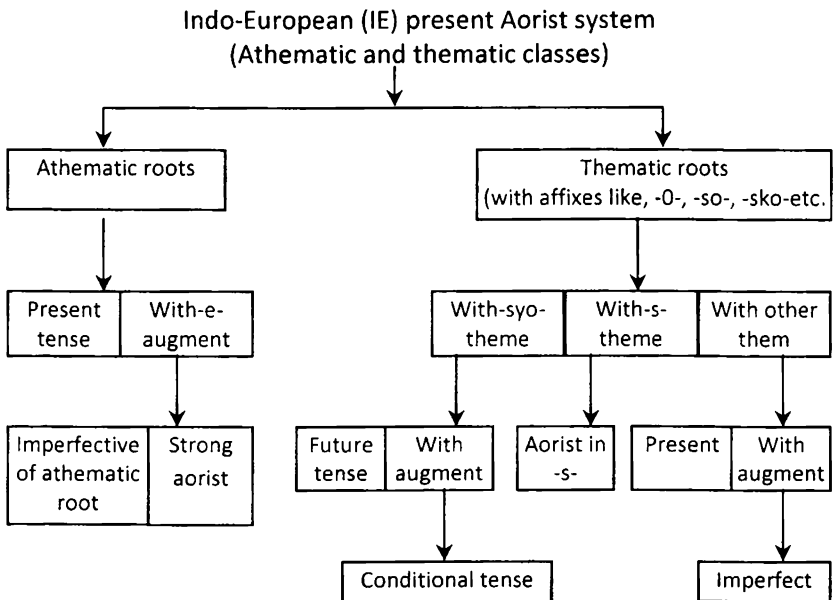 Indo-European (IE) present Aorist system
(Athematic and thematic classes)
Athematic roots
Thematic roots
(with affixes like, -0-, -so-, -sko-etc.
Present
tense
With-e-
augment
With-syo-
theme
With-s-
theme
With other
them
Imperfective
of athematic
root
Strong
aorist
Future
tense
With
augment
Aorist in
-s-
Present
With
augment
Conditional tense
Imperfect